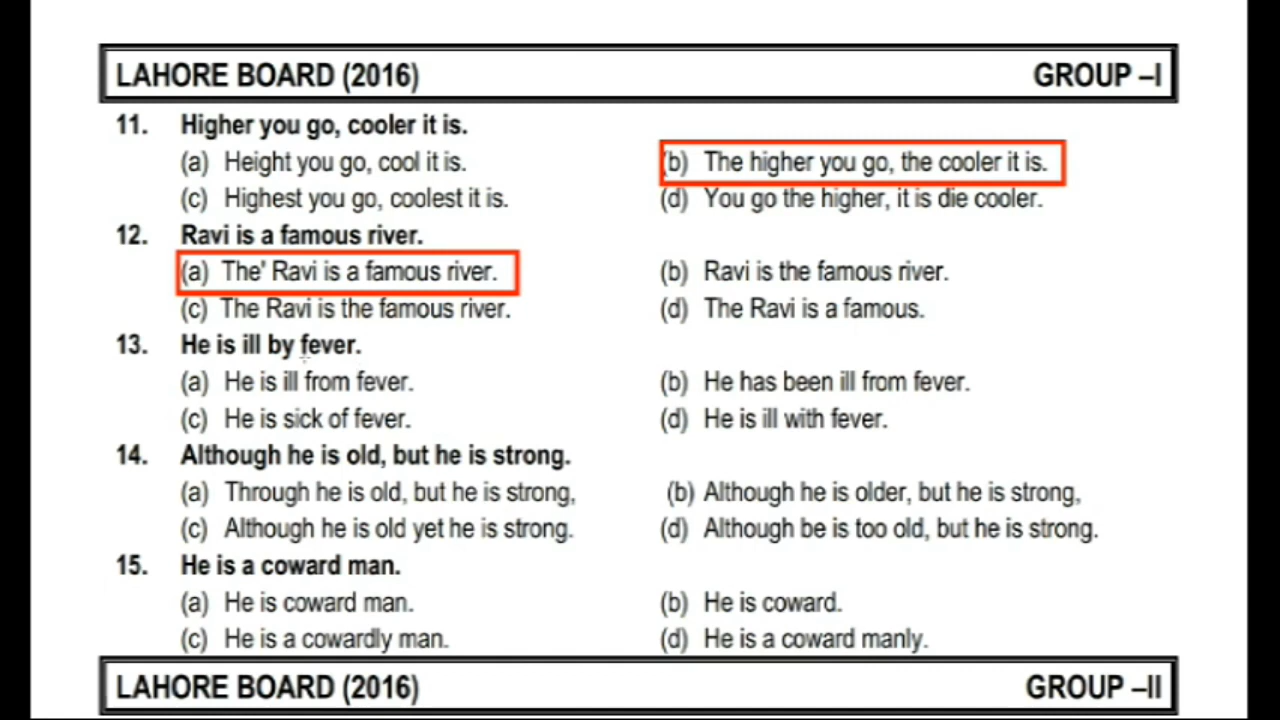 LAHORE BOARD (2016) GROUP –I
11. Higher you go, cooler it is.
(a) Height you go, cool it is. (b) The higher you go, the cooler it is.
(c) Highest you go, coolest it is. (d) You go the higher, it is die cooler.
12. Ravi is a famous river.
(a) The' Ravi is a famous river. (b) Ravi is the famous river.
(c) The Ravi is the famous river. (d) The Ravi is a famous.
13. He is ill by fever.
(a) He is ill from fever. (b) He has been ill from fever.
(c) He is sick of fever. (d) He is ill with fever.
14. Although he is old, but he is strong.
(a) Through he is old, but he is strong, (b) Although he is older, but he is strong,
(c) Although he is old yet he is strong. (d) Although be is too old, but he is strong.
15. He is a coward man.
(a) He is coward man. (b) He is coward.
(c) He is a cowardly man. (d) He is a coward manly.
LAHORE BOARD (2016) GROUP –II